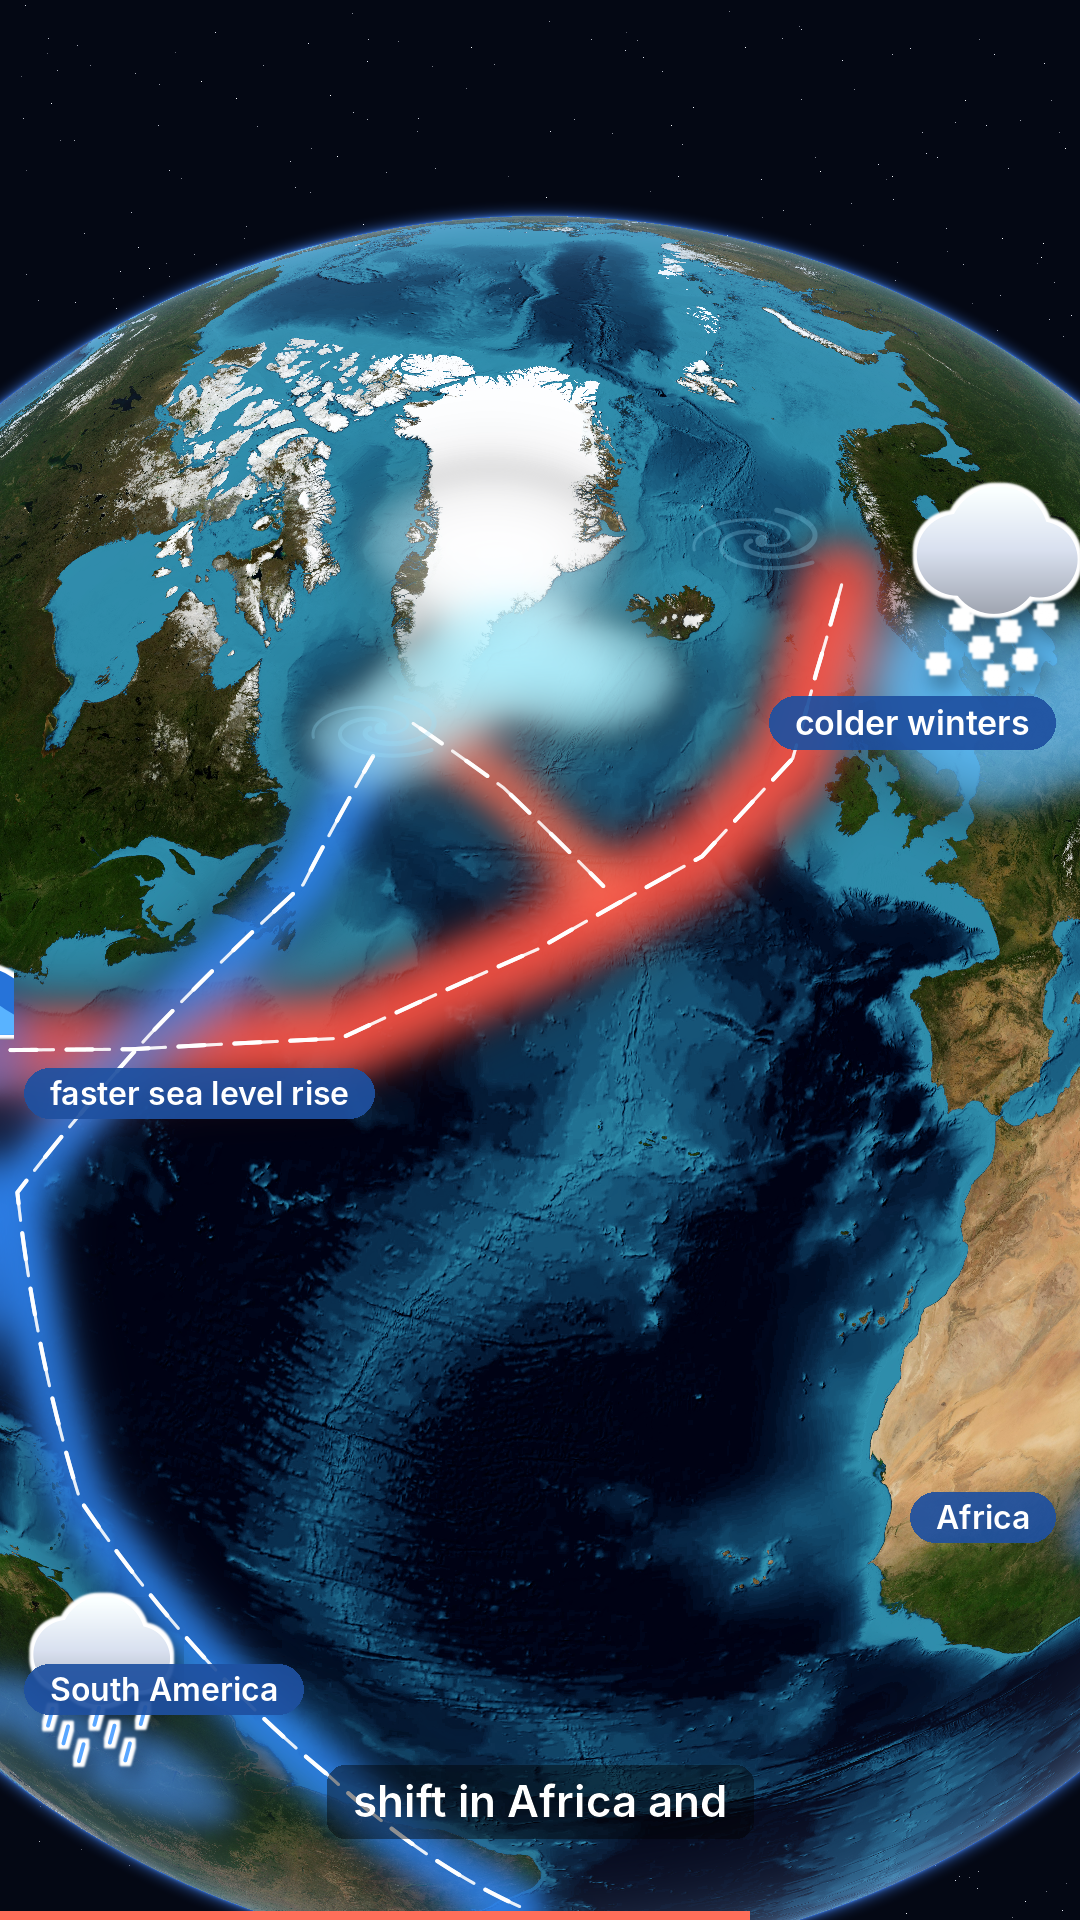 colder winters
faster sea level rise
Africa
South America
shift in Africa and